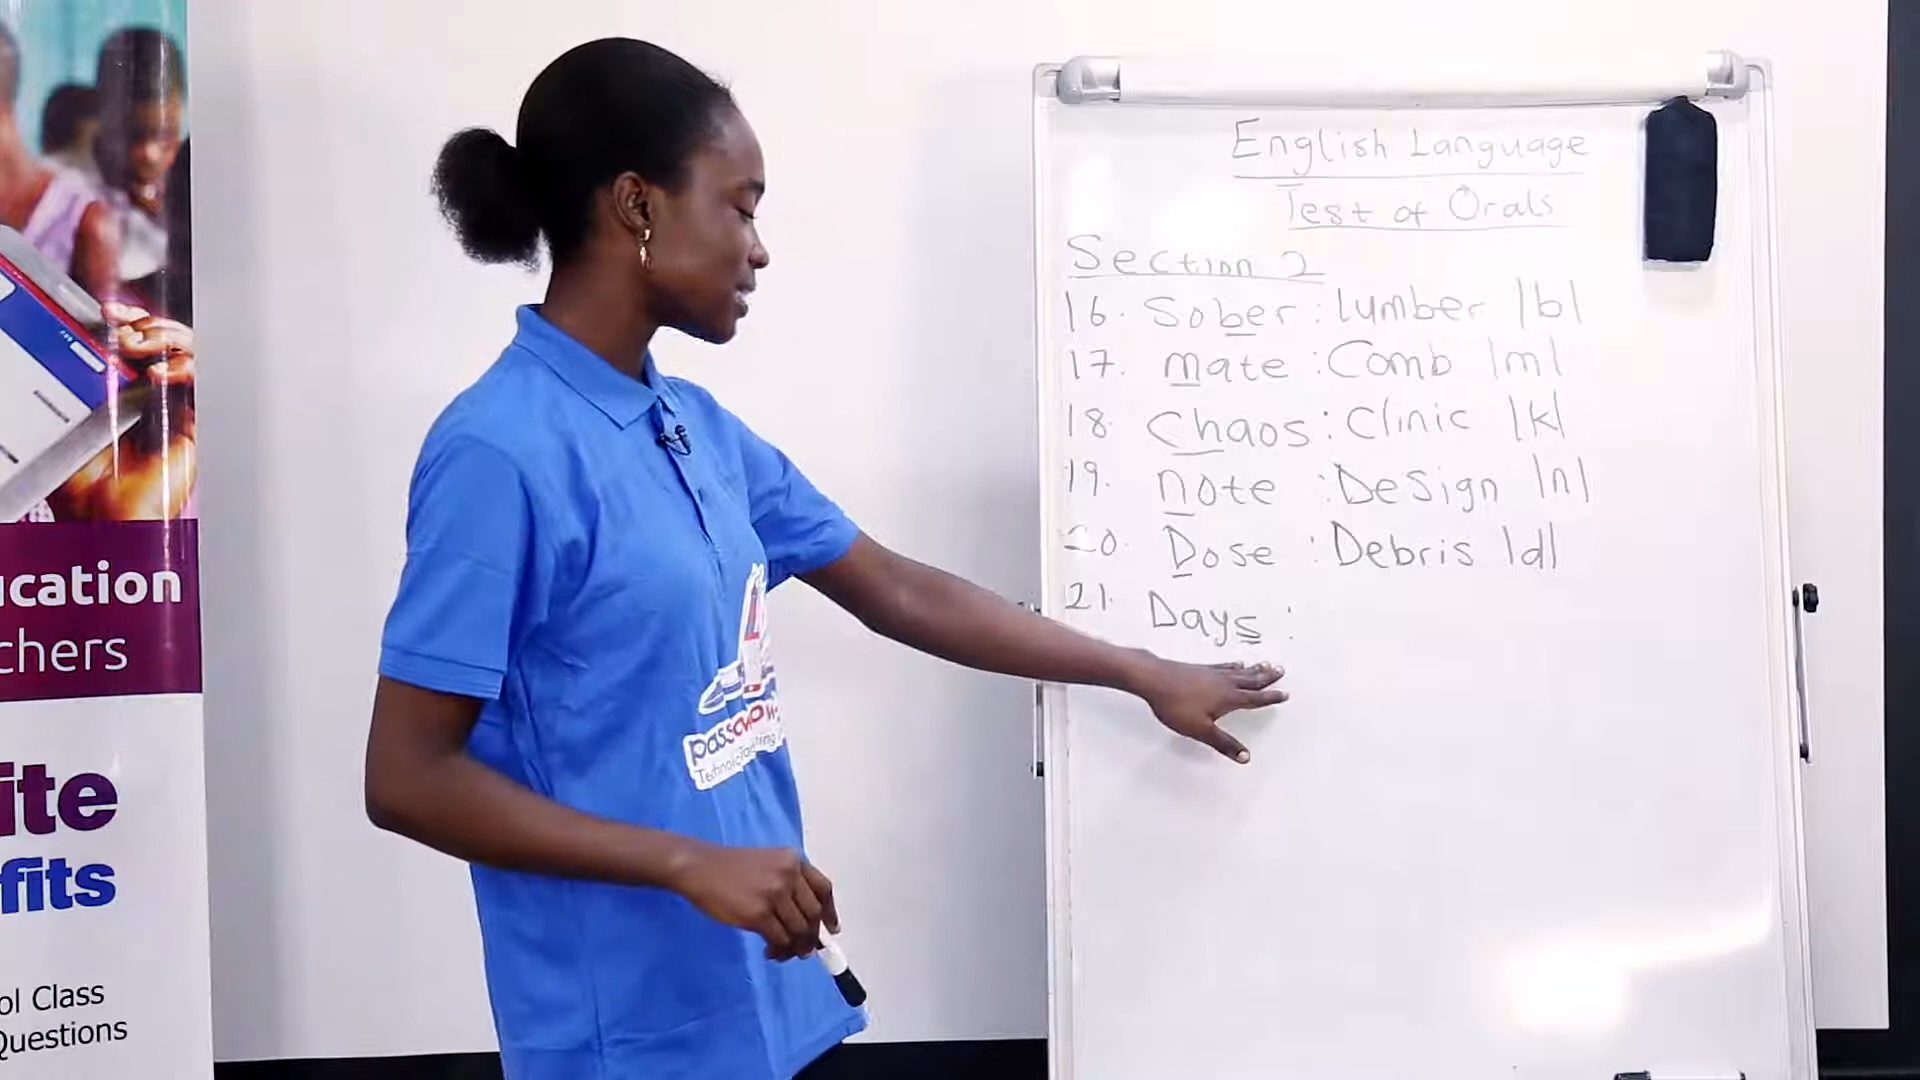 English Language
Test of Orals
Section 2
16. Sober : lumber |b|
17. mate : Comb |m|
18. Chaos : Clinic |k|
19. note : Design |n|
20. Dose : Debris |d|
21. Days :
ucation
chers
ite
fits
ol Class
Questions